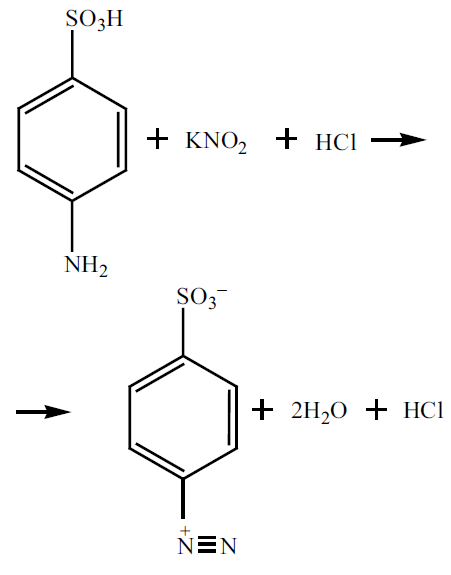 SO₃H
+ KNO₂ + HCl →
NH₂
SO₃⁻
→ + 2H₂O + HCl
N⁺≡N